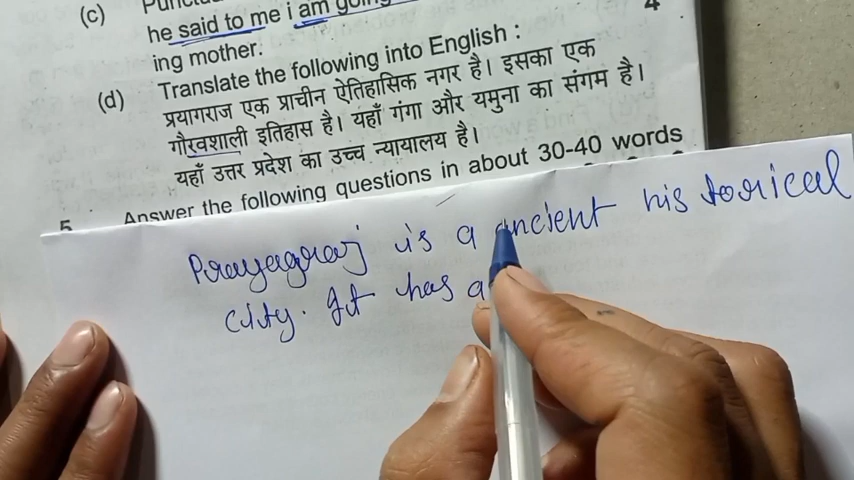 (c)
he said to me i am going
ing mother.
4
(d) Translate the following into English :
प्रयागराज एक प्राचीन ऐतिहासिक नगर है। इसका एक
गौरवशाली इतिहास है। यहाँ गंगा और यमुना का संगम है।
यहाँ उत्तर प्रदेश का उच्च न्यायालय है।
5 Answer the following questions in about 30-40 words
Prayagraj is a ancient historical
city. It has a